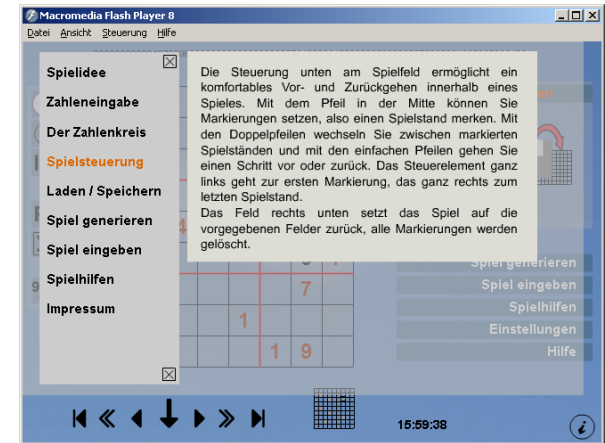 Macromedia Flash Player 8
Datei Ansicht Steuerung Hilfe
Spielidee
Zahleneingabe
Der Zahlenkreis
Spielsteuerung
Laden / Speichern
Spiel generieren
Spiel eingeben
Spielhilfen
Impressum
Die Steuerung unten am Spielfeld ermöglicht ein
komfortables Vor- und Zurückgehen innerhalb eines
Spieles. Mit dem Pfeil in der Mitte können Sie
Markierungen setzen, also einen Spielstand merken. Mit
den Doppelpfeilen wechseln Sie zwischen markierten
Spielständen und mit den einfachen Pfeilen gehen Sie
einen Schritt vor oder zurück. Das Steuerelement ganz
links geht zur ersten Markierung, das ganz rechts zum
letzten Spielstand.
Das Feld rechts unten setzt das Spiel auf die
vorgegebenen Felder zurück, alle Markierungen werden
gelöscht.
7
1
1 9
Spiel generieren
Spiel eingeben
Spielhilfen
Einstellungen
Hilfe
15:59:38
i